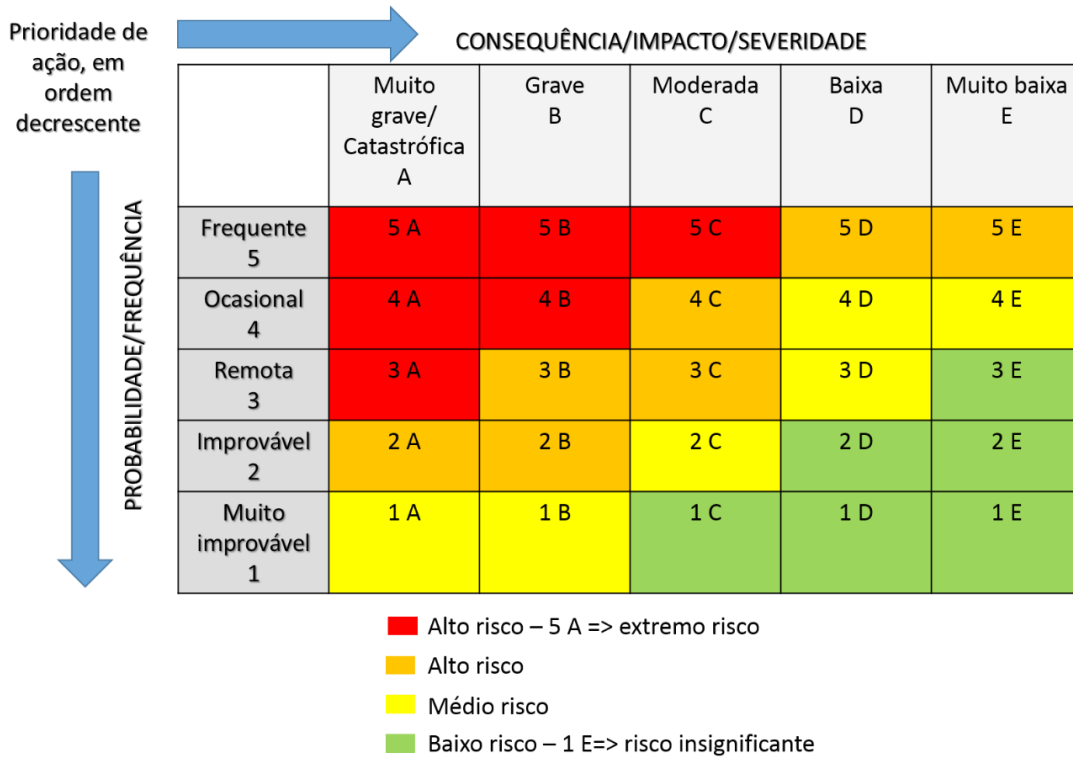 Prioridade de
ação, em
ordem
decrescente
CONSEQUÊNCIA/IMPACTO/SEVERIDADE
PROBABILIDADE/FREQUÊNCIA
Muito
grave/
Catastrófica
A
Grave
B
Moderada
C
Baixa
D
Muito baixa
E
Frequente
5
5 A
5 B
5 C
5 D
5 E
Ocasional
4
4 A
4 B
4 C
4 D
4 E
Remota
3
3 A
3 B
3 C
3 D
3 E
Improvável
2
2 A
2 B
2 C
2 D
2 E
Muito
improvável
1
1 A
1 B
1 C
1 D
1 E
Alto risco – 5 A => extremo risco
Alto risco
Médio risco
Baixo risco – 1 E=> risco insignificante